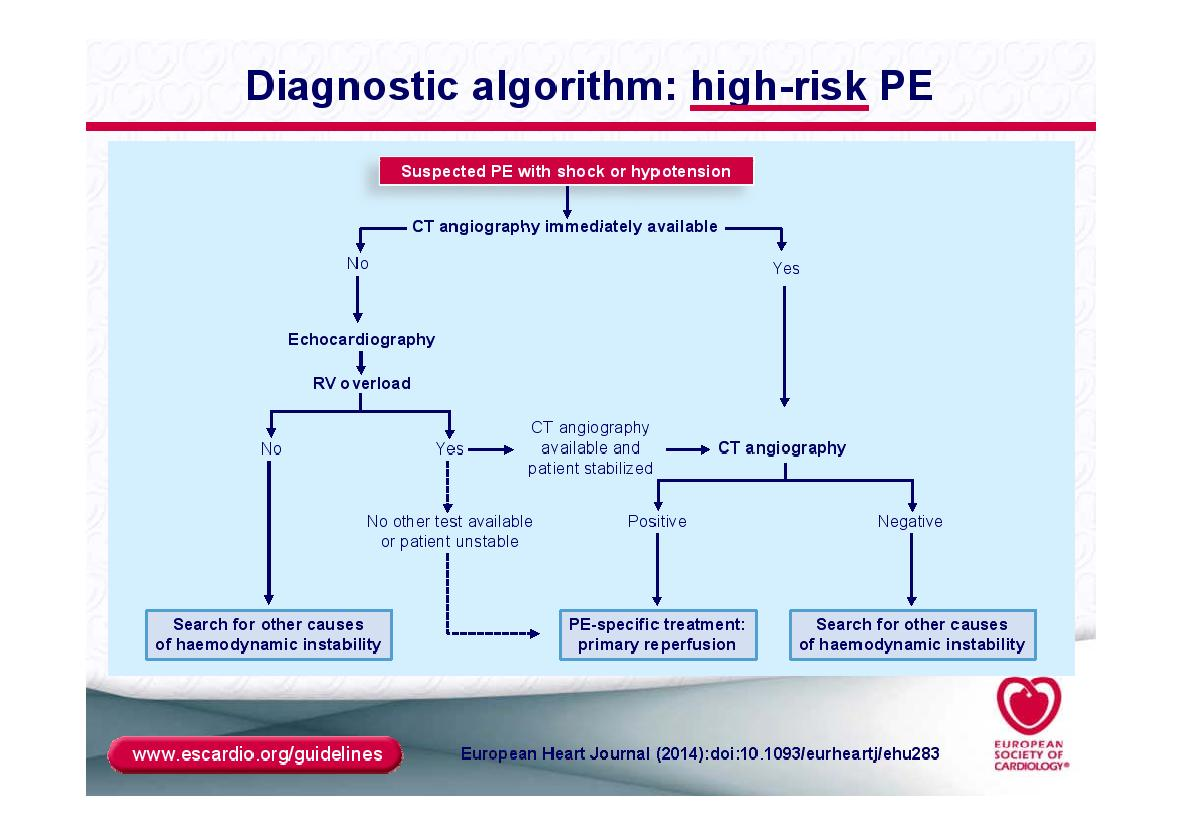 Diagnostic algorithm: high-risk PE
Suspected PE with shock or hypotension
CT angiography immediately available
No
Yes
Echocardiography
RV overload
No
Yes
CT angiography
available and
patient stabilized
CT angiography
No other test available
or patient unstable
Positive
Negative
Search for other causes
of haemodynamic instability
PE-specific treatment:
primary reperfusion
Search for other causes
of haemodynamic instability
www.escardio.org/guidelines
European Heart Journal (2014):doi:10.1093/eurheartj/ehu283
EUROPEAN
SOCIETY OF
CARDIOLOGY®